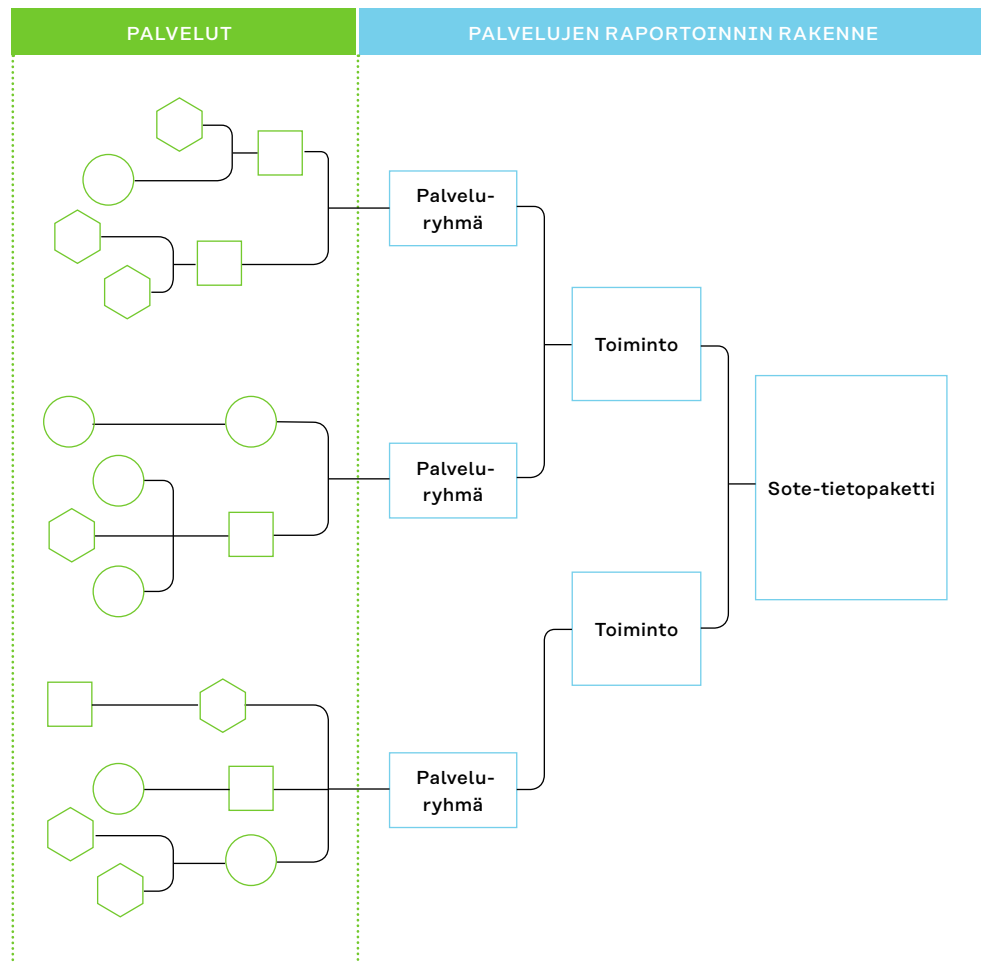 PALVELUT
PALVELUJEN RAPORTOINNIN RAKENNE
Palvelu-
ryhmä
Toiminto
Palvelu-
ryhmä
Sote-tietopaketti
Toiminto
Palvelu-
ryhmä